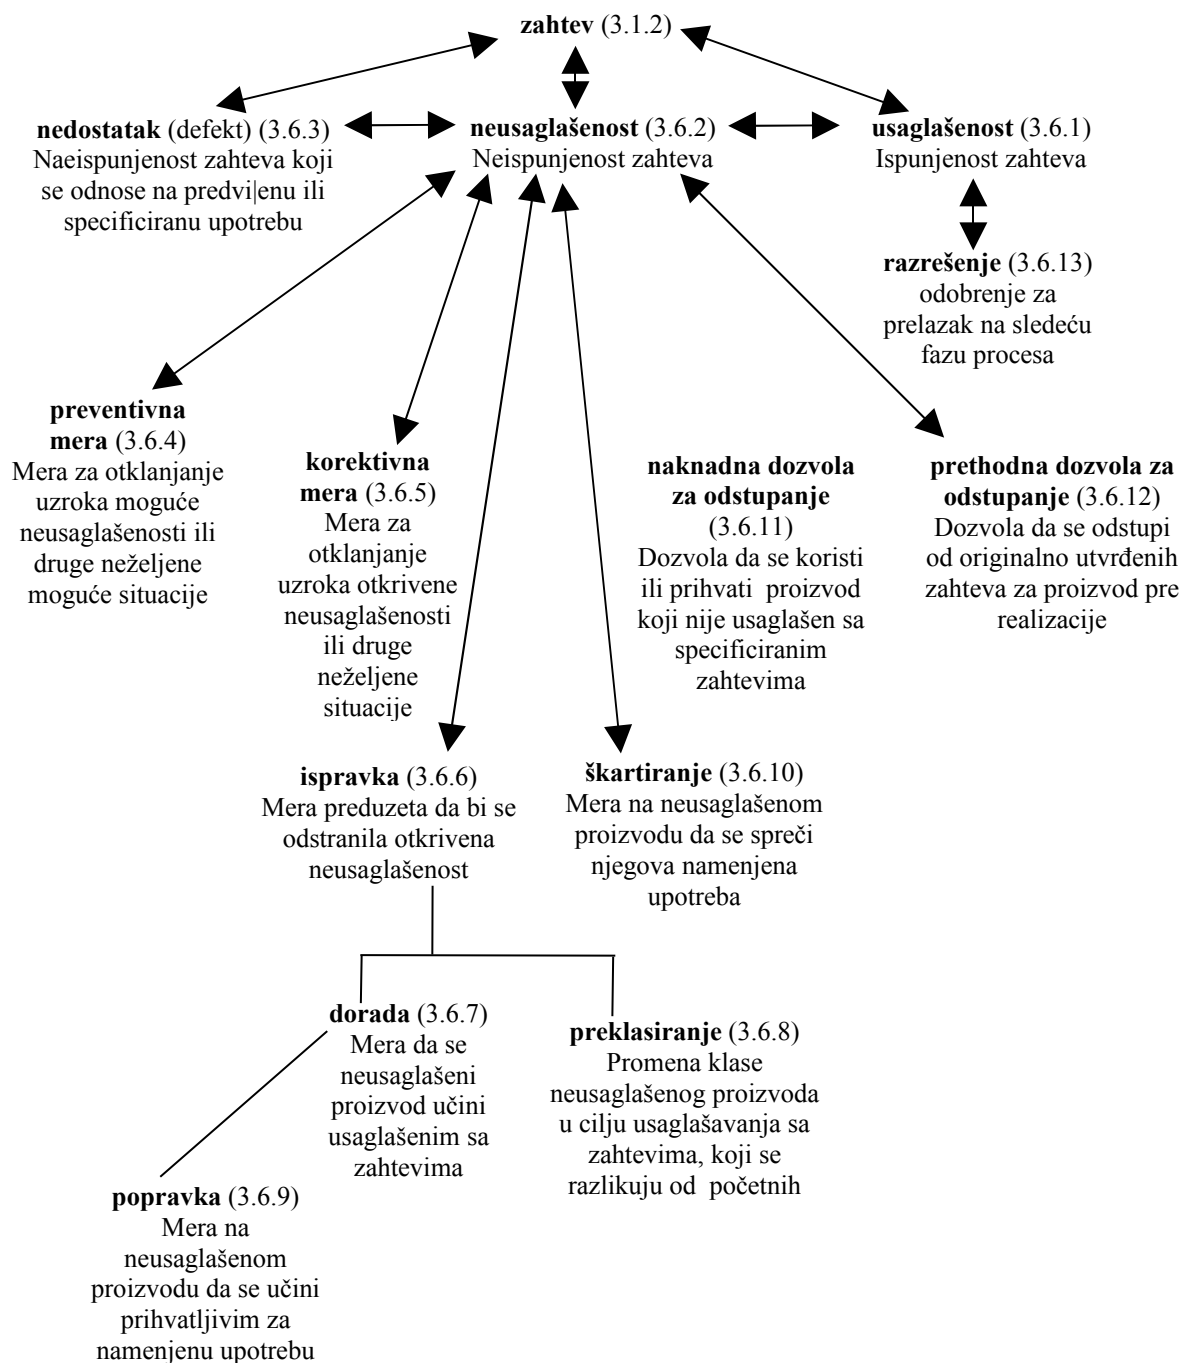 zahtev (3.1.2)
nedostatak (defekt) (3.6.3)
Naeispunjenost zahteva koji
se odnose na predvi|enu ili
specificiranu upotrebu
neusaglašenost (3.6.2)
Neispunjenost zahteva
usaglašenost (3.6.1)
Ispunjenost zahteva
razrešenje (3.6.13)
odobrenje za
prelazak na sledeću
fazu procesa
preventivna
mera (3.6.4)
Mera za otklanjanje
uzroka moguće
neusaglašenosti ili
druge neželjene
moguće situacije
korektivna
mera (3.6.5)
Mera za
otklanjanje
uzroka otkrivene
neusaglašenosti
ili druge
neželjene
situacije
naknadna dozvola
za odstupanje
(3.6.11)
Dozvola da se koristi
ili prihvati  proizvod
koji nije usaglašen sa
specificiranim
zahtevima
prethodna dozvola za
odstupanje (3.6.12)
Dozvola da se odstupi
od originalno utvrđenih
zahteva za proizvod pre
realizacije
ispravka (3.6.6)
Mera preduzeta da bi se
odstranila otkrivena
neusaglašenost
škartiranje (3.6.10)
Mera na neusaglašenom
proizvodu da se spreči
njegova namenjena
upotreba
dorada (3.6.7)
Mera da se
neusaglašeni
proizvod učini
usaglašenim sa
zahtevima
preklasiranje (3.6.8)
Promena klase
neusaglašenog proizvoda
u cilju usaglašavanja sa
zahtevima, koji se
razlikuju od  početnih
popravka (3.6.9)
Mera na
neusaglašenom
proizvodu da se učini
prihvatljivim za
namenjenu upotrebu